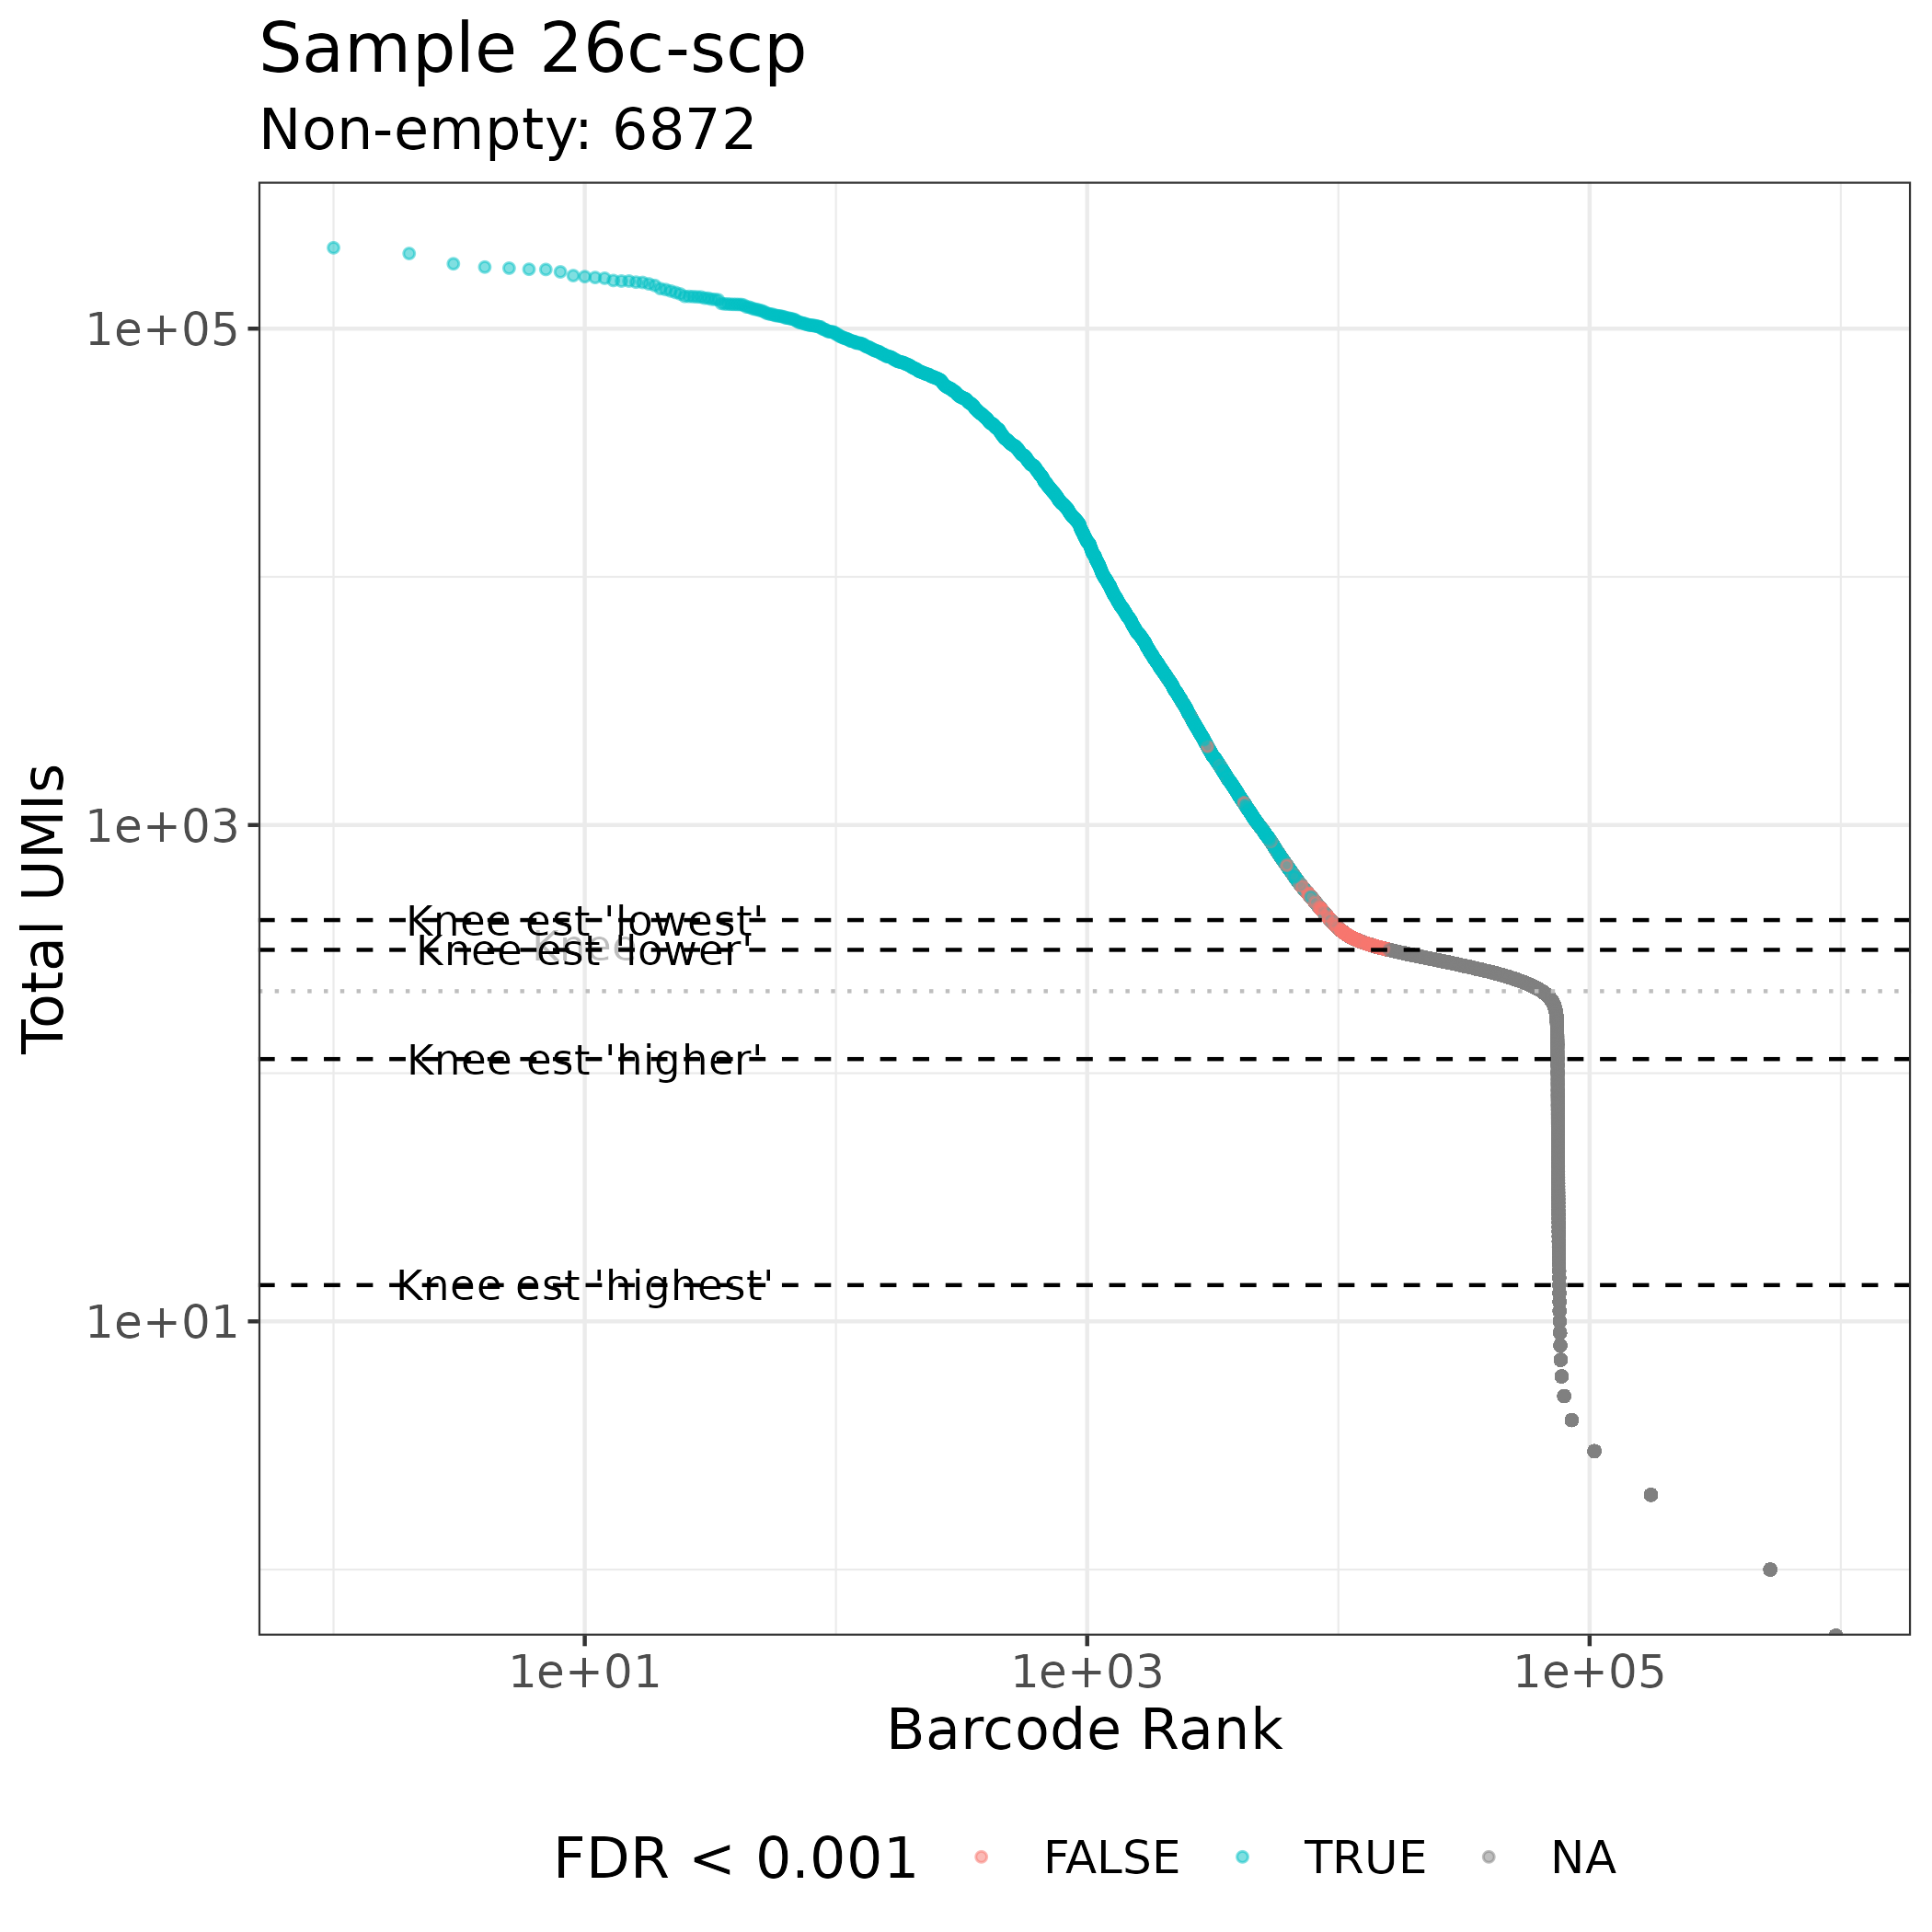 Sample 26c-scp
Non-empty: 6872
Total UMIs
1e+05
1e+03
Knee est 'lowest'
Knee
Knee est 'lower'
Knee est 'higher'
Knee est 'highest'
1e+01
1e+01 1e+03 1e+05
Barcode Rank
FDR < 0.001 FALSE TRUE NA